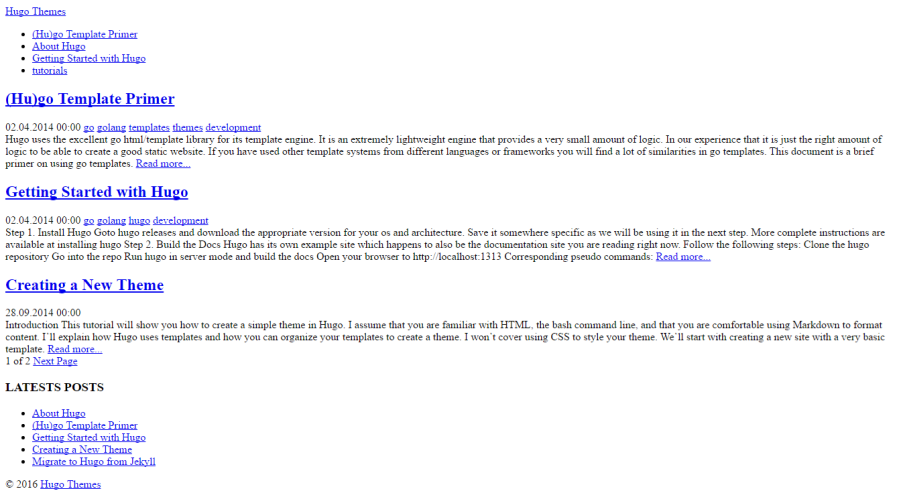 Hugo Themes
(Hu)go Template Primer
About Hugo
Getting Started with Hugo
tutorials
(Hu)go Template Primer
02.04.2014 00:00 go golang templates themes development
Hugo uses the excellent go html/template library for its template engine. It is an extremely lightweight engine that provides a very small amount of logic. In our experience that it is just the right amount of
logic to be able to create a good static website. If you have used other template systems from different languages or frameworks you will find a lot of similarities in go templates. This document is a brief
primer on using go templates. Read more...
Getting Started with Hugo
02.04.2014 00:00 go golang hugo development
Step 1. Install Hugo Goto hugo releases and download the appropriate version for your os and architecture. Save it somewhere specific as we will be using it in the next step. More complete instructions are
available at installing hugo Step 2. Build the Docs Hugo has its own example site which happens to also be the documentation site you are reading right now. Follow the following steps: Clone the hugo
repository Go into the repo Run hugo in server mode and build the docs Open your browser to http://localhost:1313 Corresponding pseudo commands: Read more...
Creating a New Theme
28.09.2014 00:00
Introduction This tutorial will show you how to create a simple theme in Hugo. I assume that you are familiar with HTML, the bash command line, and that you are comfortable using Markdown to format
content. I'll explain how Hugo uses templates and how you can organize your templates to create a theme. I won't cover using CSS to style your theme. We'll start with creating a new site with a very basic
template. Read more...
1 of 2 Next Page
LATESTS POSTS
About Hugo
(Hu)go Template Primer
Getting Started with Hugo
Creating a New Theme
Migrate to Hugo from Jekyll
© 2016 Hugo Themes